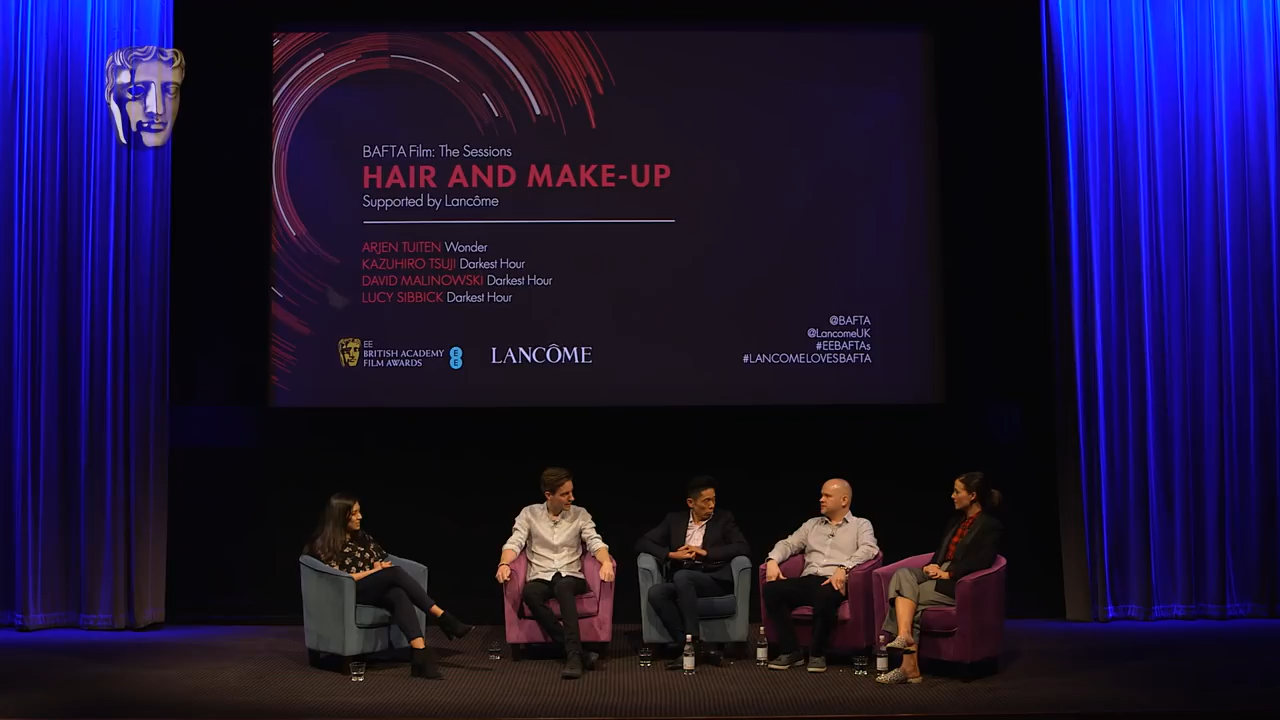 BAFTA Film: The Sessions
HAIR AND MAKE-UP
Supported by Lancôme
ARJEN TUITEN Wonder
KAZUHIRO TSUJI Darkest Hour
DAVID MALINOWSKI Darkest Hour
LUCY SIBBICK Darkest Hour
@BAFTA
@LancomeUK
#EEBAFTAs
#LANCOMELOVESBAFTA
EE
BRITISH ACADEMY
FILM AWARDS
EE
LANCÔME